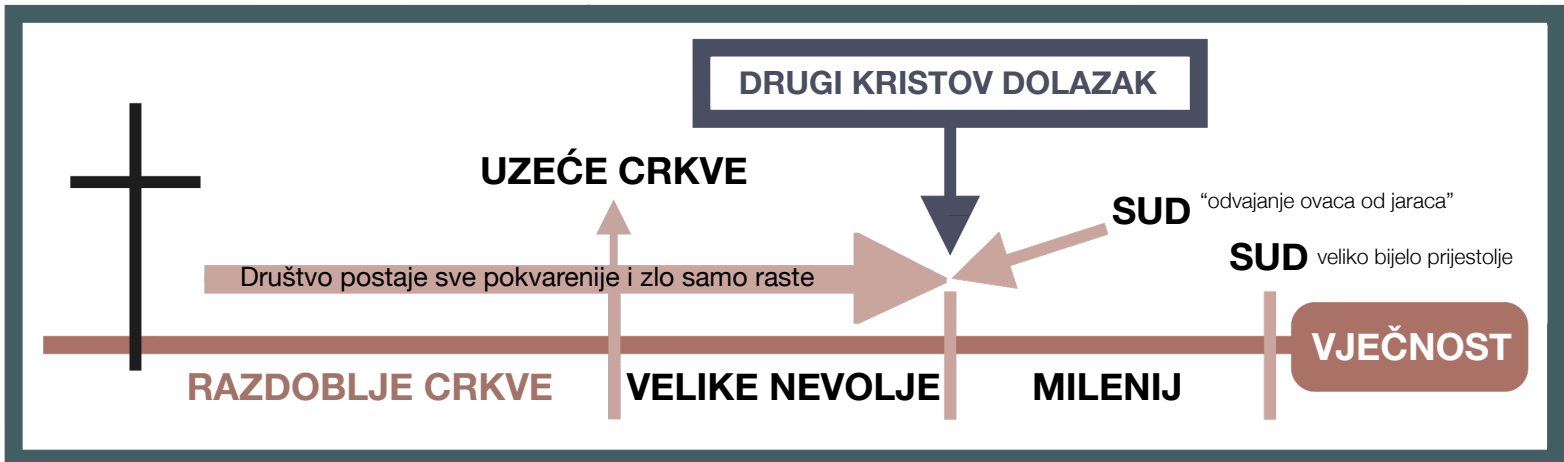 DRUGI KRISTOV DOLAZAK
UZEĆE CRKVE
SUD "odvajanje ovaca od jaraca”
SUD veliko bijelo prijestolje
Društvo postaje sve pokvarenije i zlo samo raste
VJEČNOST
RAZDOBLJE CRKVE
VELIKE NEVOLJE
MILENIJ